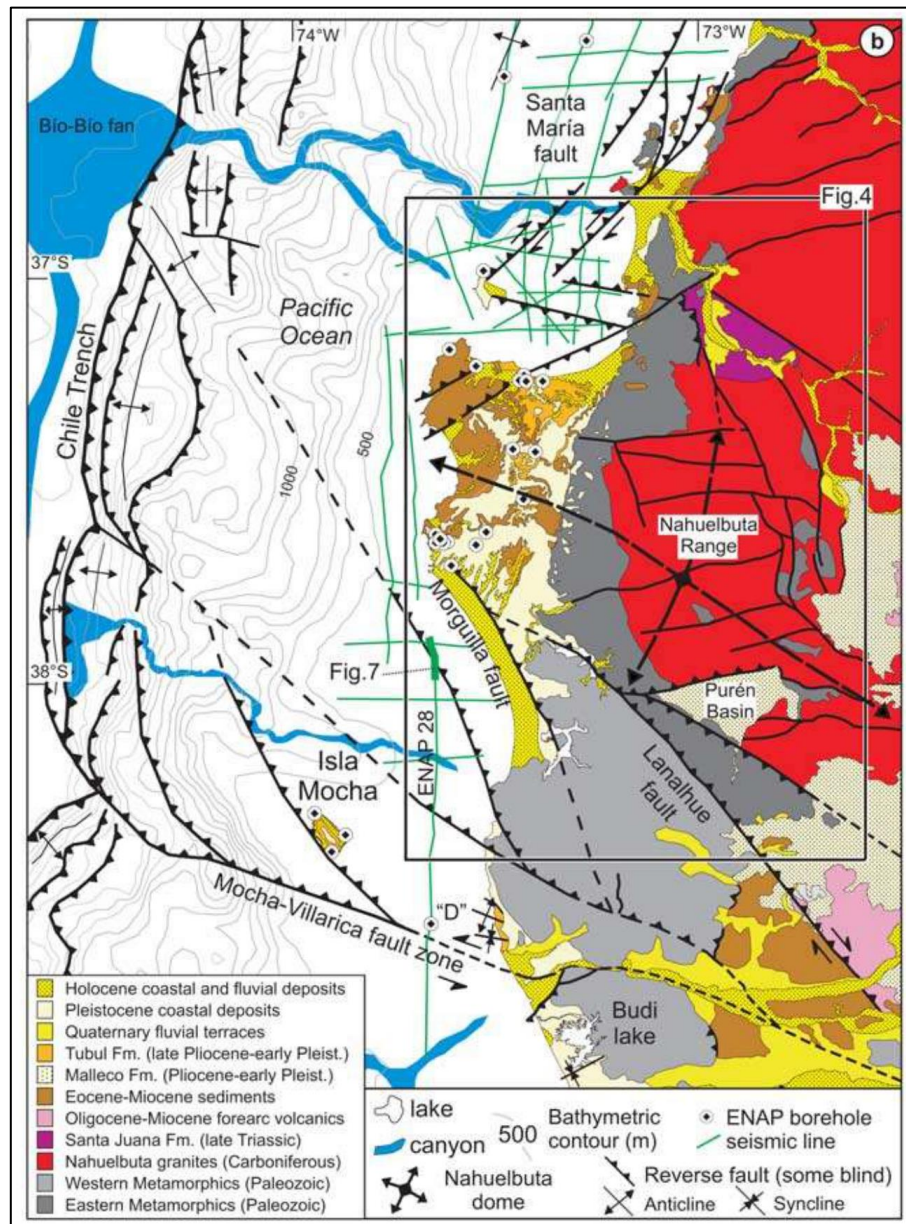 74°W
73°W
b
Bío-Bío fan
Santa
María
fault
Fig.4
37°S
Pacific
Ocean
Chile Trench
500
1000
Nahuelbuta
Range
Morguilla fault
38°S
Fig.7
Purén
Basin
ENAP 28
Isla
Mocha
Lanalhue
fault
Mocha-Villarica fault
zone
"D"
Budi
lake
Holocene coastal and fluvial deposits
Pleistocene coastal deposits
Quaternary fluvial terraces
Tubul Fm. (late Pliocene-early Pleist.)
Malleco Fm. (Pliocene-early Pleist.)
Eocene-Miocene sediments
Oligocene-Miocene forearc volcanics
Santa Juana Fm. (late Triassic)
Nahuelbuta granites (Carboniferous)
Western Metamorphics (Paleozoic)
Eastern Metamorphics (Paleozoic)
lake
canyon
500
Bathymetric
contour (m)
ENAP borehole
seismic line
Nahuelbuta
dome
Reverse fault (some blind)
Anticline
Syncline